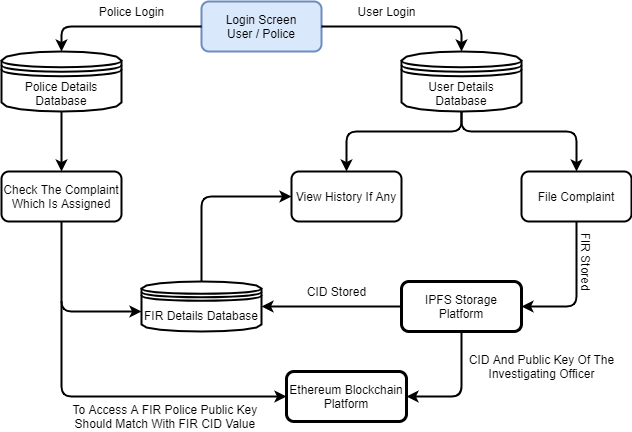 Police Login
Login Screen
User / Police
User Login
Police Details
Database
User Details
Database
Check The Complaint
Which Is Assigned
View History If Any
File Complaint
FIR Stored
FIR Details Database
CID Stored
IPFS Storage
Platform
CID And Public Key Of The
Investigating Officer
Ethereum Blockchain
Platform
To Access A FIR Police Public Key
Should Match With FIR CID Value